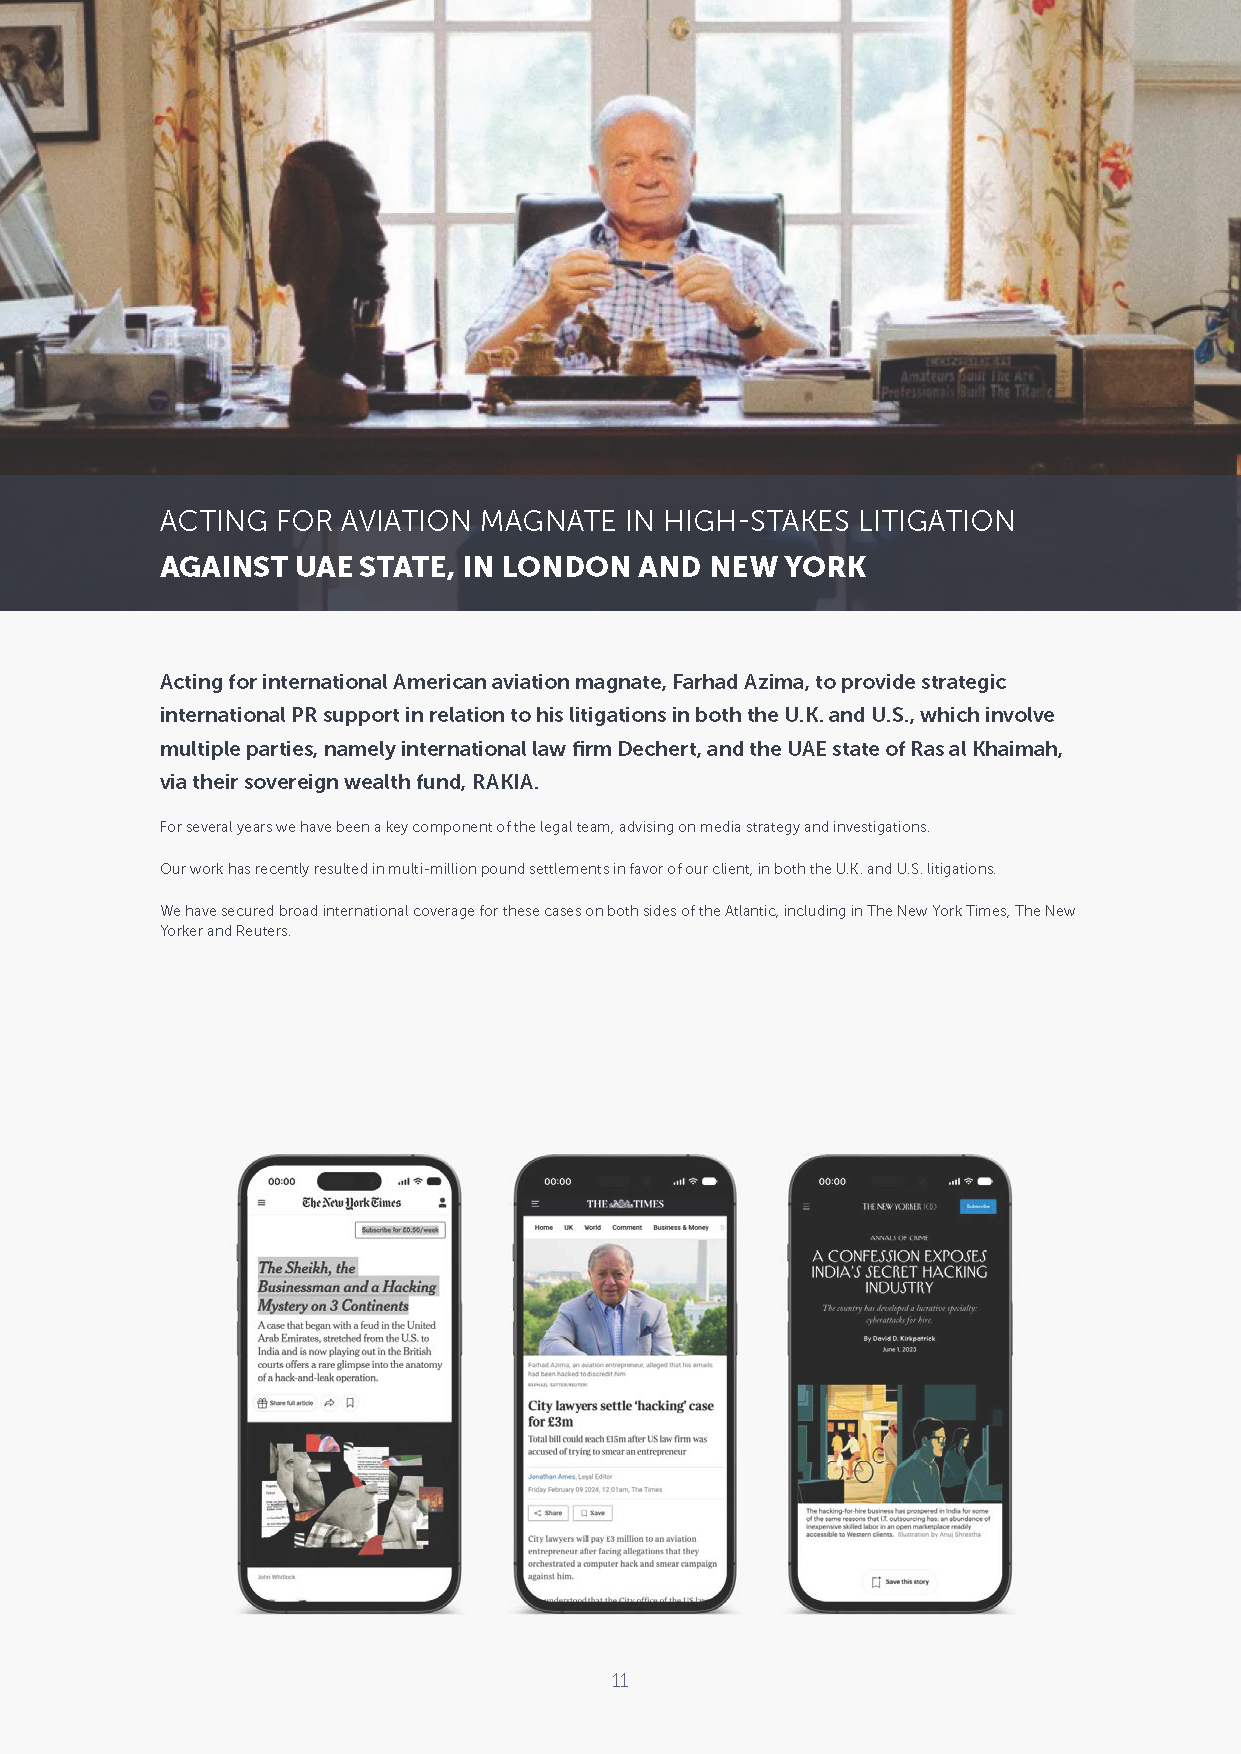 CONSIDER
Amateurs Built The Ark
Professionals Built The Titanic
ACTING FOR AVIATION MAGNATE IN HIGH-STAKES LITIGATION
AGAINST UAE STATE, IN LONDON AND NEW YORK
Acting for international American aviation magnate, Farhad Azima, to provide strategic
international PR support in relation to his litigations in both the U.K. and U.S., which involve
multiple parties, namely international law firm Dechert, and the UAE state of Ras al Khaimah,
via their sovereign wealth fund, RAKIA.
For several years we have been a key component of the legal team, advising on media strategy and investigations.
Our work has recently resulted in multi-million pound settlements in favor of our client, in both the U.K. and U.S. litigations.
We have secured broad international coverage for these cases on both sides of the Atlantic, including in The New York Times, The New
Yorker and Reuters.
00:00
The New York Times
Subscribe for £0.50/week
The Sheikh, the
Businessman and a Hacking
Mystery on 3 Continents
A case that began with a feud in the United
Arab Emirates, stretched from the U.S. to
India and is now playing out in the British
courts offers a rare glimpse into the anatomy
of a hack-and-leak operation.
Share full article
John Whitlock
00:00
THE TIMES
Home UK World Comment Business & Money
Farhad Azima, an aviation entrepreneur, alleged that his emails
had been hacked to discredit him
RAPHAEL SATTER/REUTERS
City lawyers settle ‘hacking’ case
for £3m
Total bill could reach £15m after US law firm was
accused of trying to smear an entrepreneur
Jonathan Ames, Legal Editor
Friday February 09 2024, 12.01am, The Times
Share Save
City lawyers will pay £3 million to an aviation
entrepreneur after facing allegations that they
orchestrated a computer hack and smear campaign
against him.
understood that the City office of the US law
00:00
THE NEW YORKER 100
Subscribe
ANNALS OF CRIME
A CONFESSION EXPOSES
INDIA’S SECRET HACKING
INDUSTRY
The country has developed a lucrative specialty:
cyberattacks for hire.
By David D. Kirkpatrick
June 1, 2023
The hacking-for-hire business has prospered in India for some
of the same reasons that I.T. outsourcing has: an abundance of
inexpensive skilled labor in an open marketplace readily
accessible to Western clients. Illustration by Anuj Shrestha
Save this story
11